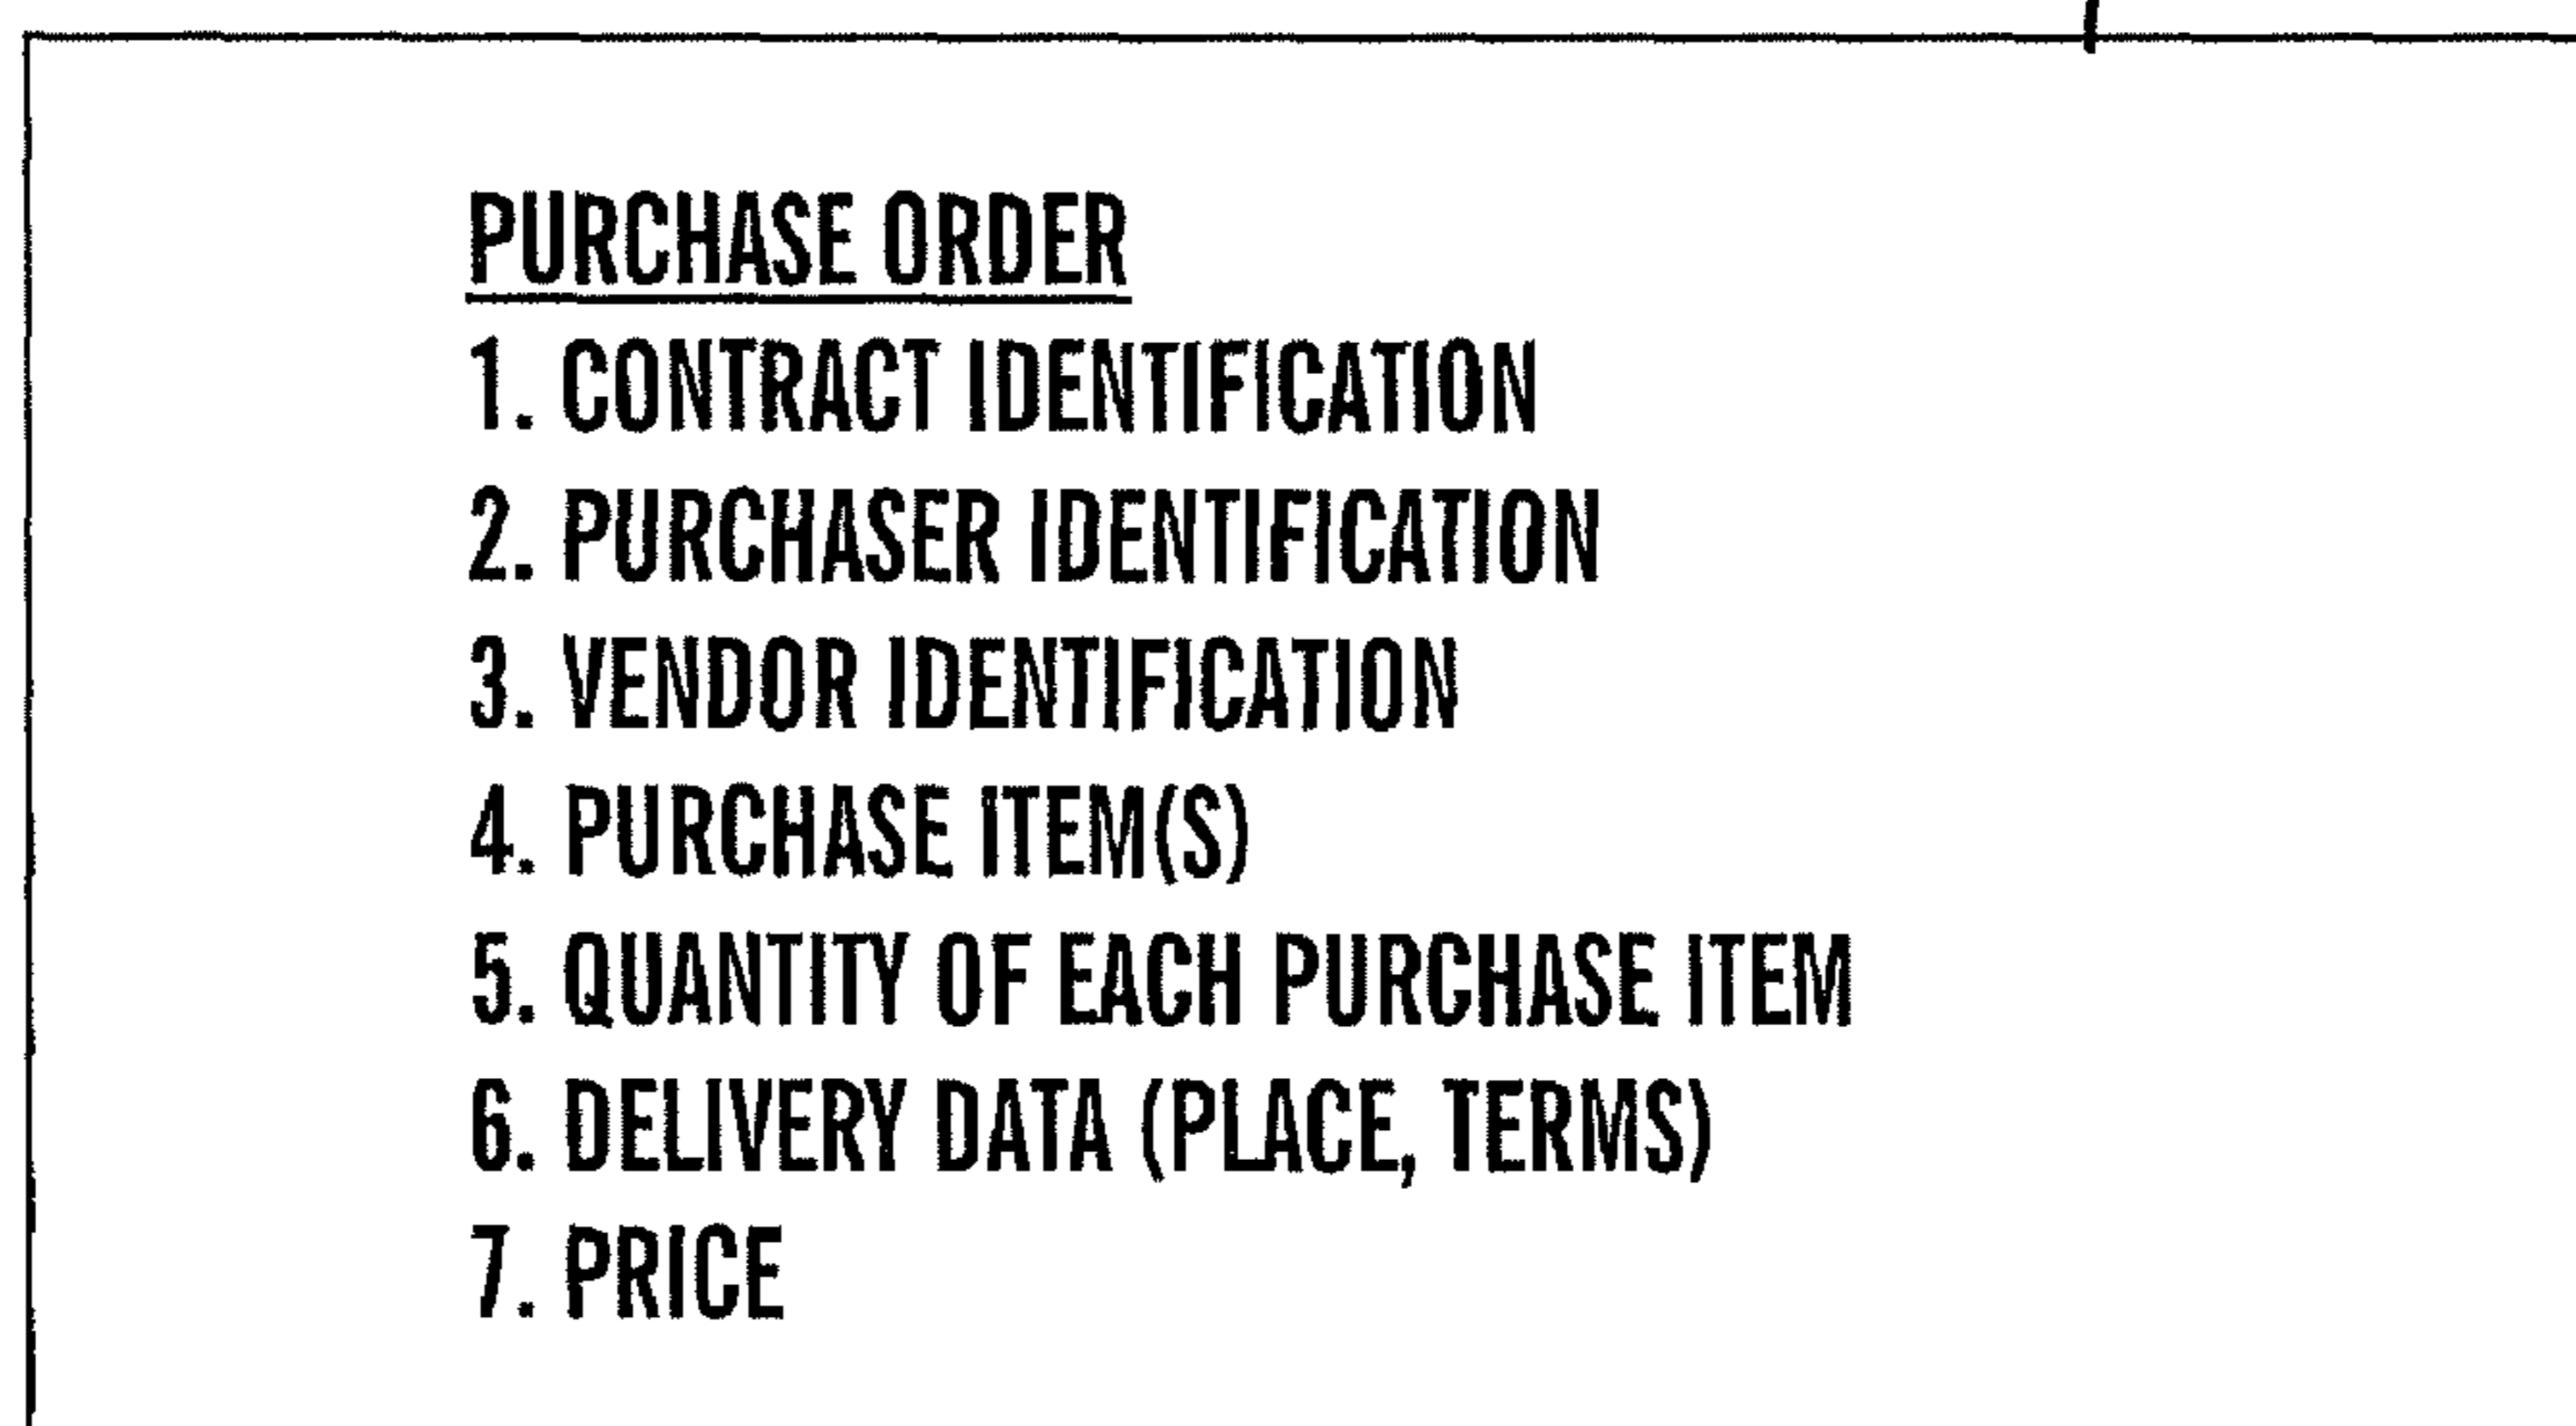 PURCHASE ORDER
1. CONTRACT IDENTIFICATION
2. PURCHASER IDENTIFICATION
3. VENDOR IDENTIFICATION
4. PURCHASE ITEM(S)
5. QUANTITY OF EACH PURCHASE ITEM
6. DELIVERY DATA (PLACE, TERMS)
7. PRICE